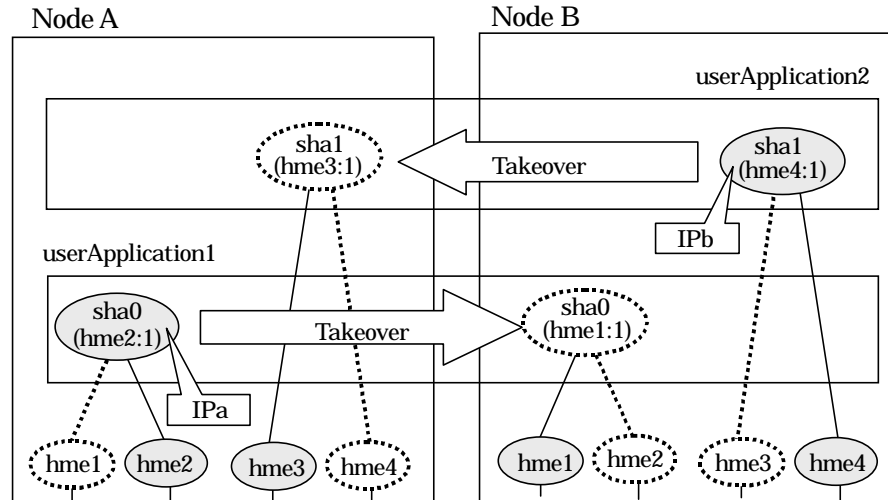 Node A
Node B
userApplication2
sha1
(hme3:1)
Takeover
sha1
(hme4:1)
IPb
userApplication1
sha0
(hme2:1)
Takeover
sha0
(hme1:1)
IPa
hme1
hme2
hme3
hme4
hme1
hme2
hme3
hme4